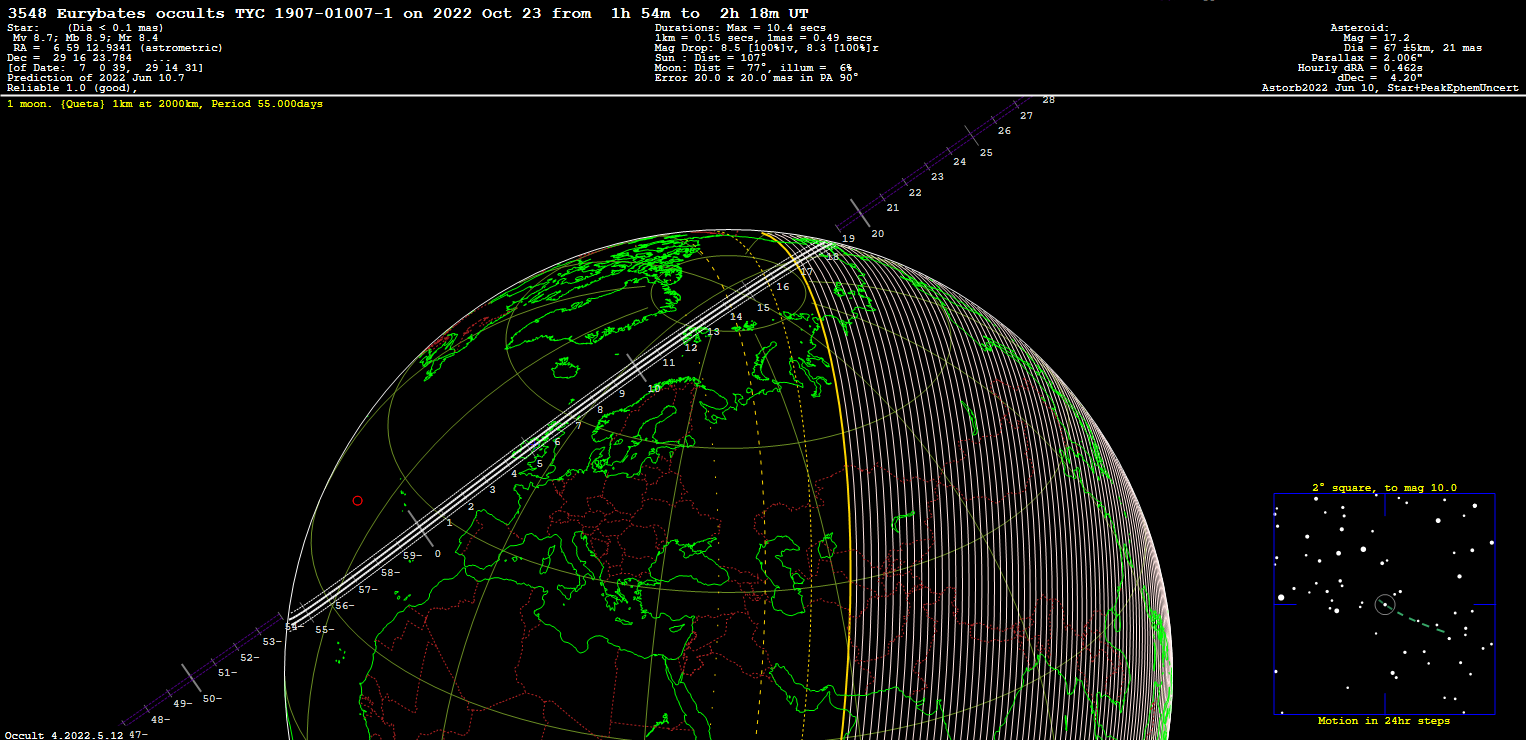 3548 Eurybates occults TYC 1907-01007-1 on 2022 Oct 23 from  1h 54m to  2h 18m UT
Star:    (Dia < 0.1 mas)
Mv 8.7; Mb 8.9; Mr 8.4
RA =  6 59 12.9341 (astrometric)
Dec =  29 16 23.784   ...
[of Date:  7  0 39,  29 14 31]
Prediction of 2022 Jun 10.7
Reliable 1.0 (good),
Durations: Max = 10.4 secs
1km = 0.15 secs, 1mas = 0.49 secs
Mag Drop: 8.5 [100%]v, 8.3 [100%]r
Sun : Dist = 107°
Moon: Dist =  77°, illum =  6%
Error 20.0 x 20.0 mas in PA 90°
Asteroid:
Mag = 17.2
Dia = 67 ±5km, 21 mas
Parallax = 2.006"
Hourly dRA = 0.462s
dDec =  4.20"
Astorb2022 Jun 10, Star+PeakEphemUncert
1 moon. {Queta} 1km at 2000km, Period 55.000days
28
27
26
25
24
23
22
21
20
19
18
17
16
15
14
13
12
11
10
9
8
7
6
5
4
3
2
1
0
59-
58-
57-
56-
55-
54-
53-
52-
51-
50-
49-
48-
47-
2° square, to mag 10.0
Motion in 24hr steps
Occult 4.2022.5.12